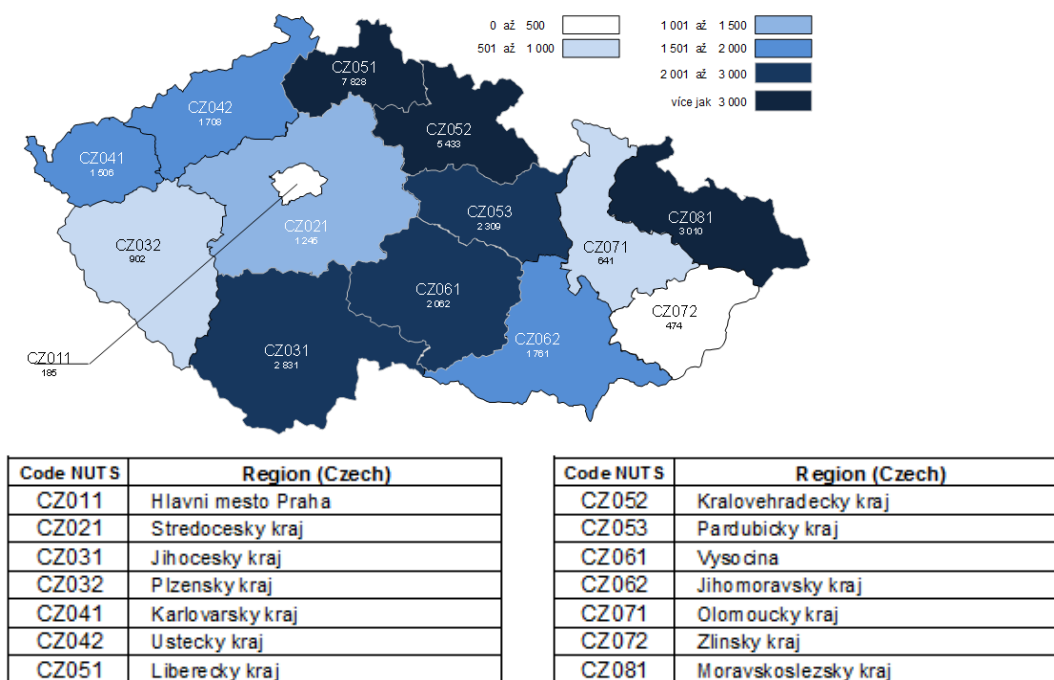 0 až 500
1 001 až 1 500
501 až 1 000
1 501 až 2 000
2 001 až 3 000
více jak 3 000
CZ051
7 828
CZ042
1 708
CZ052
5 433
CZ041
1 506
CZ053
2 309
CZ081
3 010
CZ021
1 246
CZ032
902
CZ071
641
CZ061
2 062
CZ072
474
CZ062
1 761
CZ031
2 831
CZ011
185
Code NUTS Region (Czech)
CZ011 Hlavni mesto Praha
CZ021 Stredocesky kraj
CZ031 Jihocesky kraj
CZ032 Plzensky kraj
CZ041 Karlovarsky kraj
CZ042 Ustecky kraj
CZ051 Liberecky kraj
Code NUTS Region (Czech)
CZ052 Kralovehradecky kraj
CZ053 Pardubicky kraj
CZ061 Vysocina
CZ062 Jihomoravsky kraj
CZ071 Olomoucky kraj
CZ072 Zlinsky kraj
CZ081 Moravskoslezsky kraj